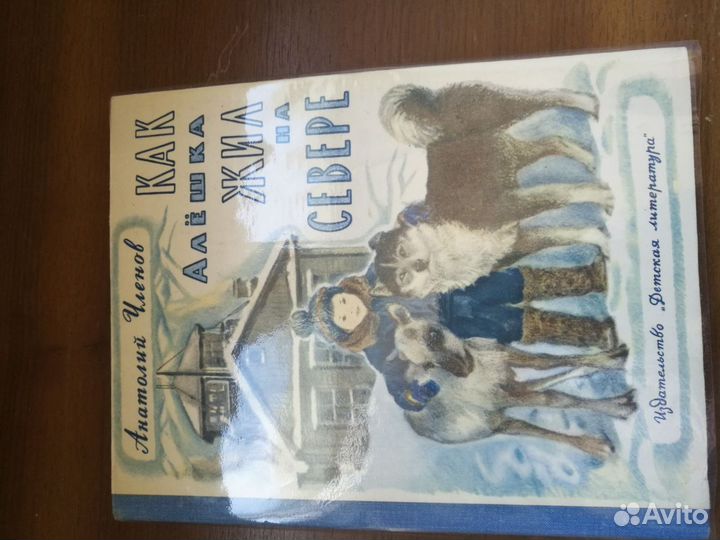 Анатолий Членов
КАК
АЛЁШКА
ЖИЛ
НА
СЕВЕРЕ
Издательство „Детская литература"
Avito